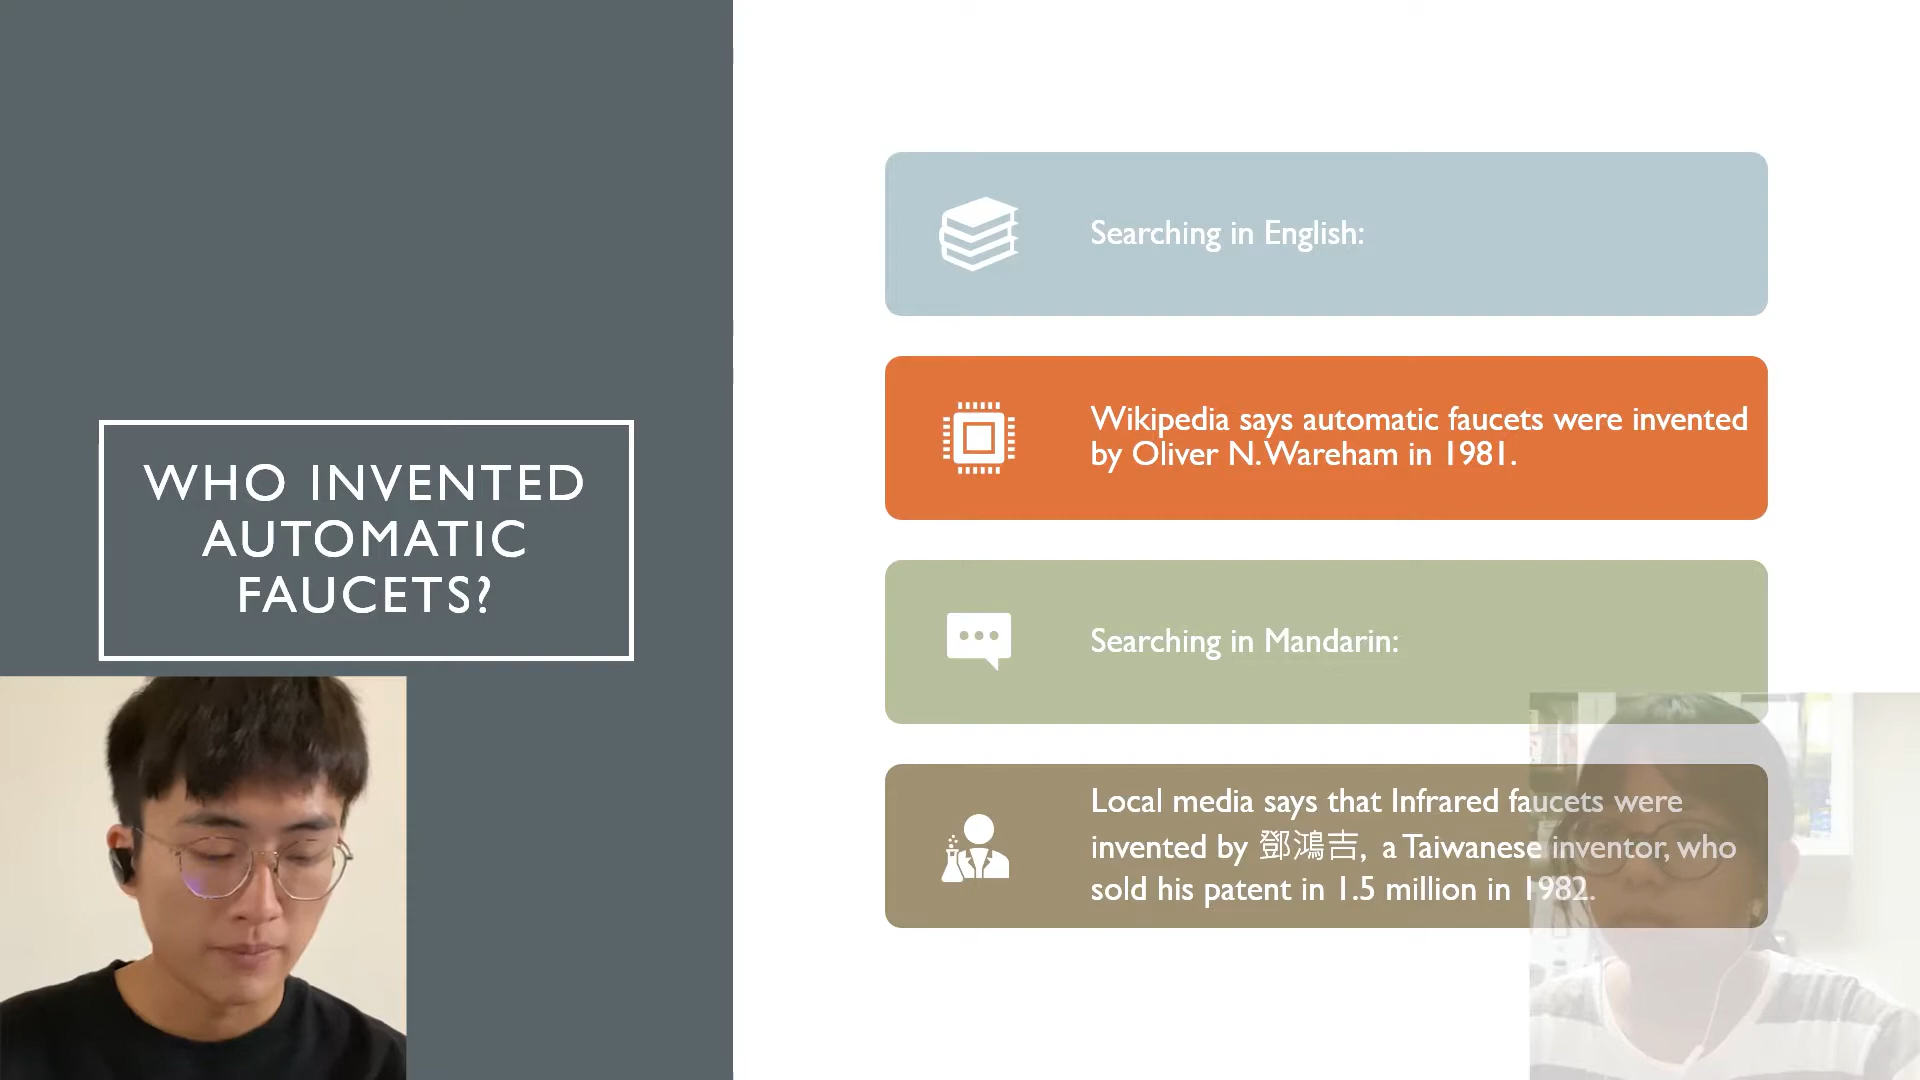 WHO INVENTED
AUTOMATIC
FAUCETS?
Searching in English:
Wikipedia says automatic faucets were invented
by Oliver N. Wareham in 1981.
Searching in Mandarin:
Local media says that Infrared faucets were
invented by 鄧鴻吉, a Taiwanese inventor, who
sold his patent in 1.5 million in 1982.